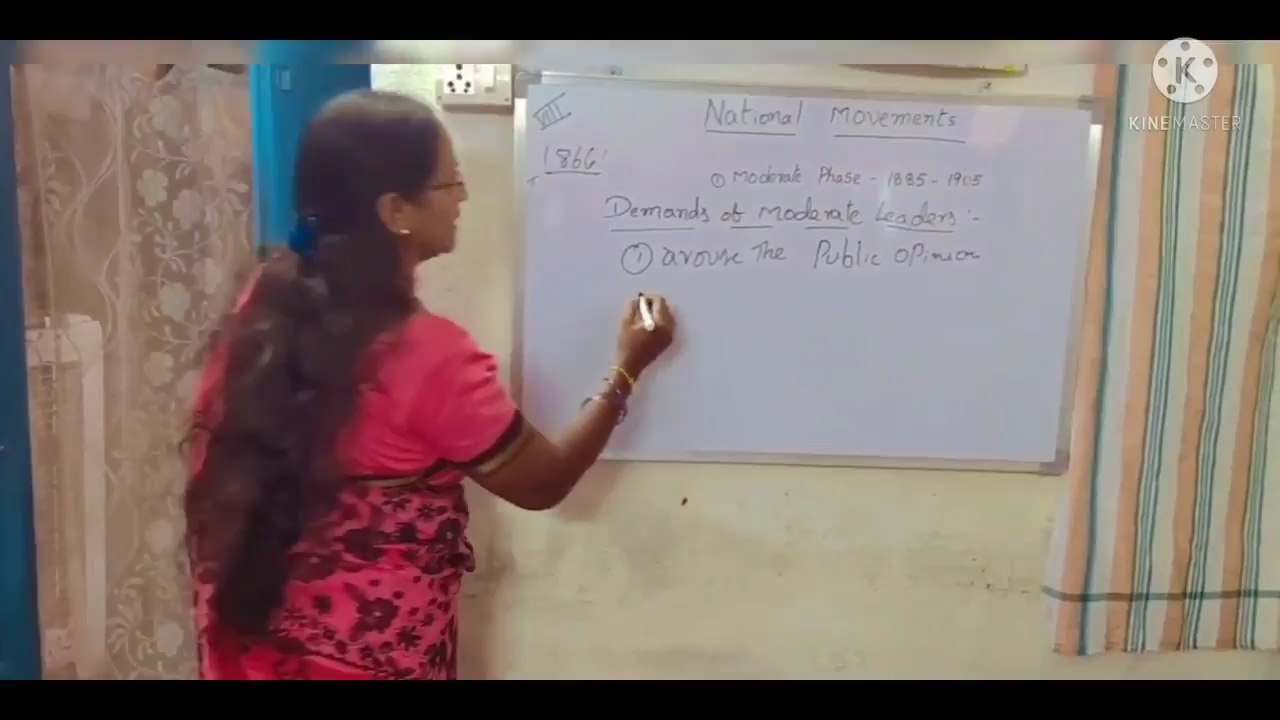 VIII
National Movements
1866
① Moderate Phase - 1885 - 1905
Demands of Moderate Leaders :-
① arouse The Public opinion
K
KINEMASTER